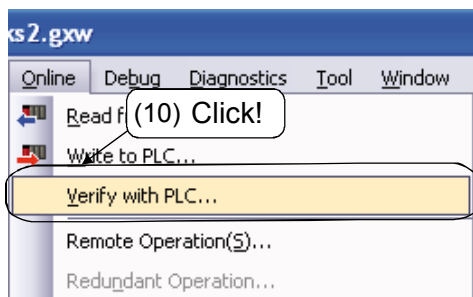 ks2.gxw
Online Debug Diagnostics Tool Window
Read f
(10) Click!
Write to PLC...
Verify with PLC...
Remote Operation(S)...
Redundant Operation...